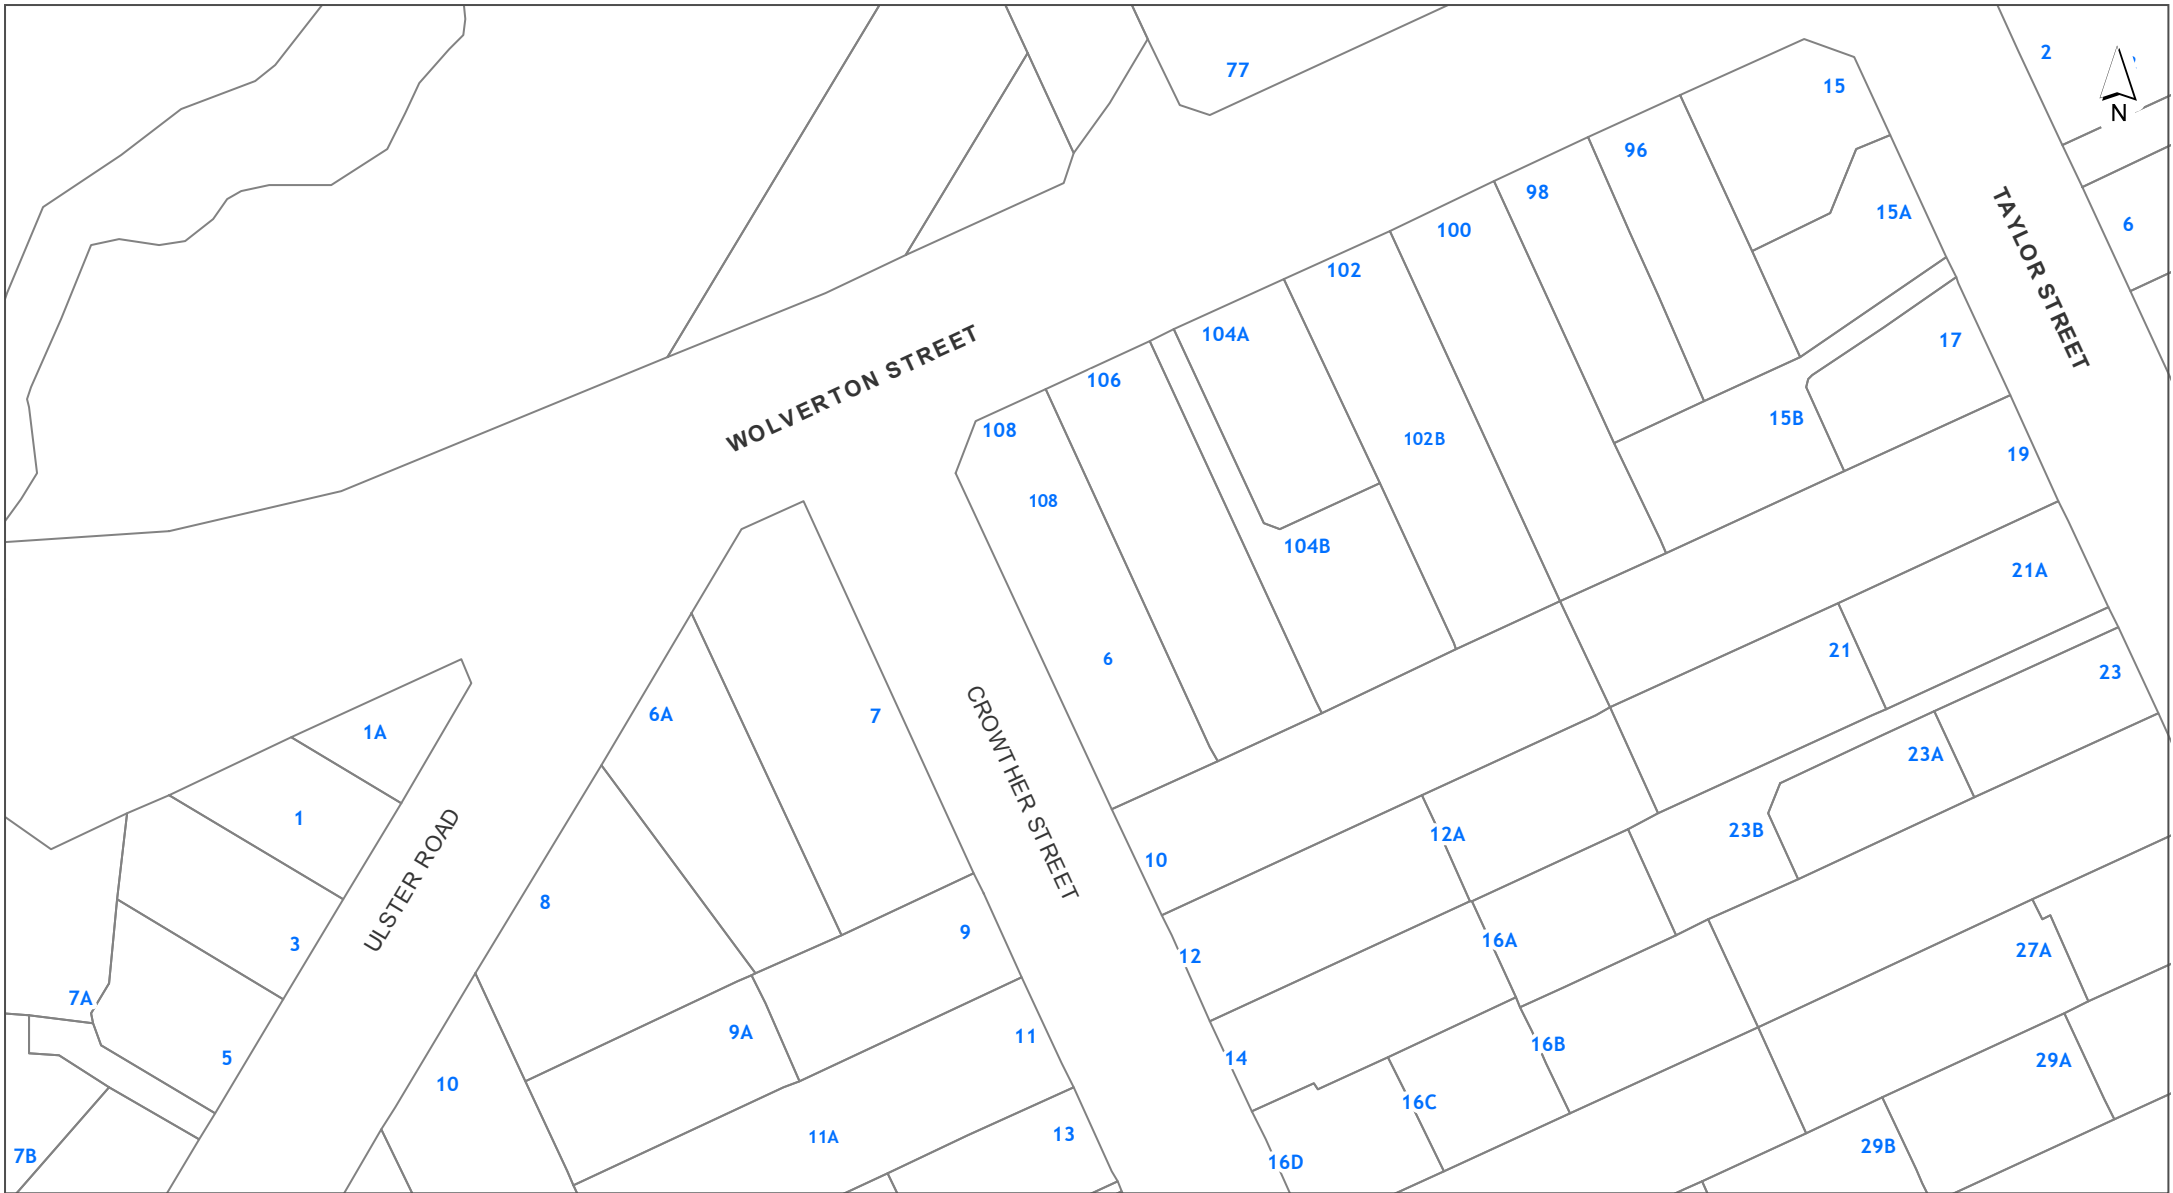 77
2
N
15
96
98
15A
6
TAYLOR STREET
100
102
104A
17
WOLVERTON STREET
106
108
15B
102B
19
108
104B
21A
21
6
23
CROWTHER STREET
6A
7
1A
23A
1
ULSTER ROAD
23B
12A
10
8
9
16A
27A
3
12
7A
9A
11
16B
14
5
29A
10
16C
11A
13
29B
7B
16D